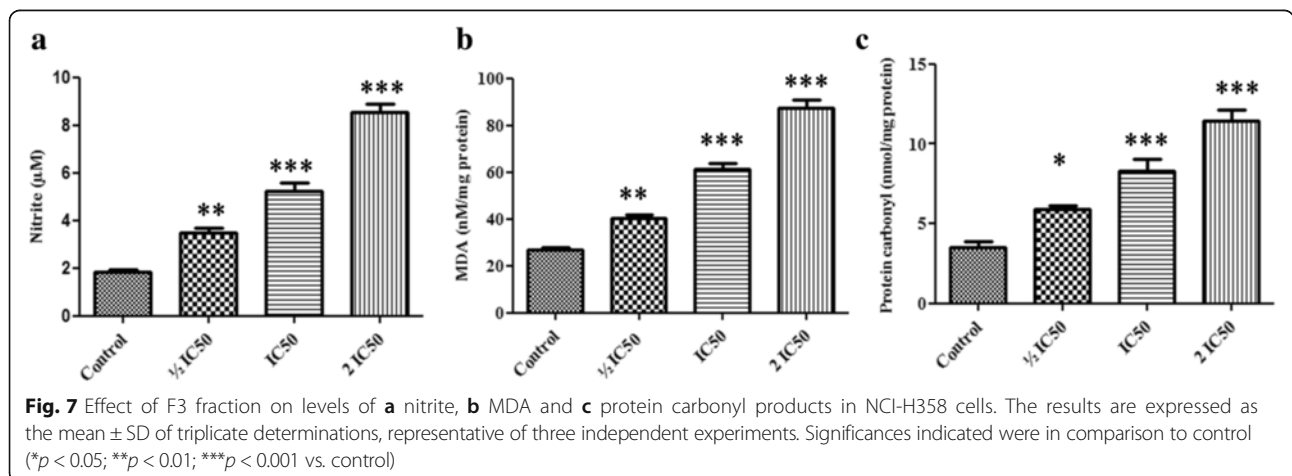 a
Nitrite (µM)
10
8
6
4
2
0
**
***
***
Control
½ IC50
IC50
2 IC50
b
MDA (nM/mg protein)
100
80
60
40
20
0
**
***
***
Control
½ IC50
IC50
2 IC50
c
Protein carbonyl (nmol/mg protein)
15
10
5
0
*
***
***
Control
½ IC50
IC50
2 IC50
Fig. 7 Effect of F3 fraction on levels of a nitrite, b MDA and c protein carbonyl products in NCI-H358 cells. The results are expressed as
the mean ± SD of triplicate determinations, representative of three independent experiments. Significances indicated were in comparison to control
(*p < 0.05; **p < 0.01; ***p < 0.001 vs. control)